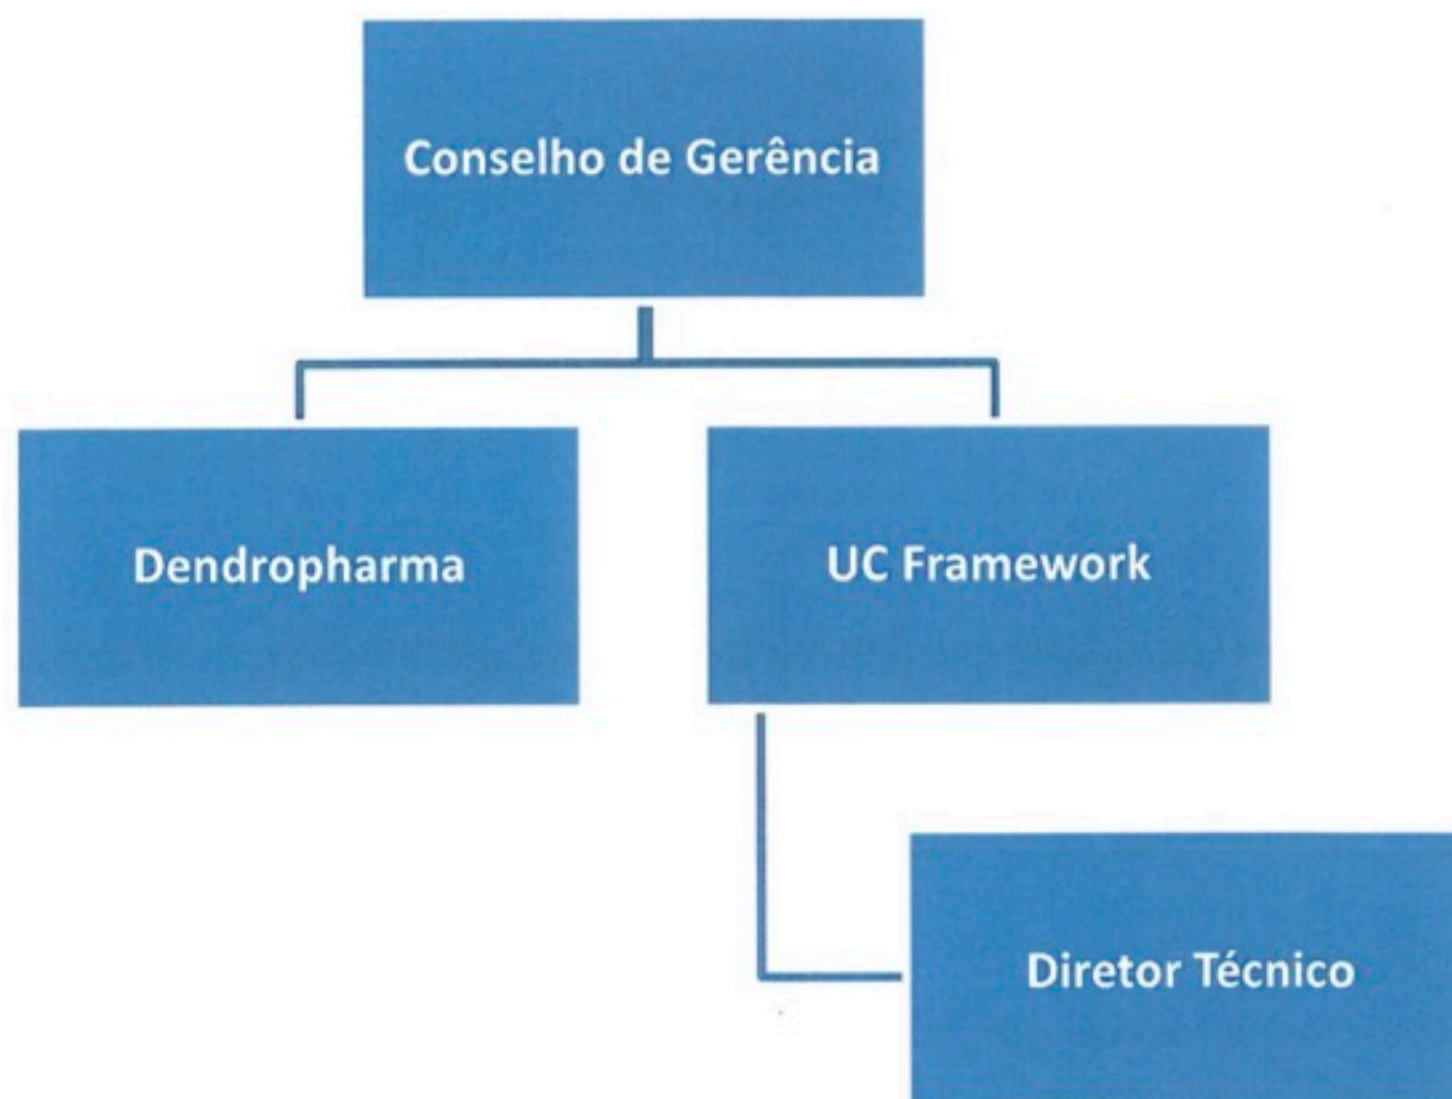 Conselho de Gerência
Dendropharma
UC Framework
Diretor Técnico